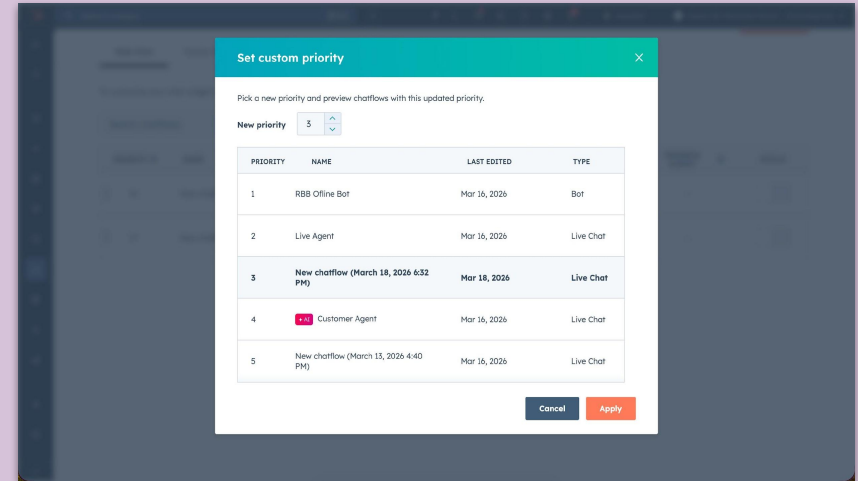 Set custom priority
Pick a new priority and preview chatflows with this updated priority.
New priority 3
PRIORITY NAME LAST EDITED TYPE
1 RBB Ofline Bot Mar 16, 2026 Bot
2 Live Agent Mar 16, 2026 Live Chat
3 New chatflow (March 18, 2026 6:32 PM) Mar 18, 2026 Live Chat
4 AI Customer Agent Mar 16, 2026 Live Chat
5 New chatflow (March 13, 2026 4:40 PM) Mar 16, 2026 Live Chat
Cancel Apply